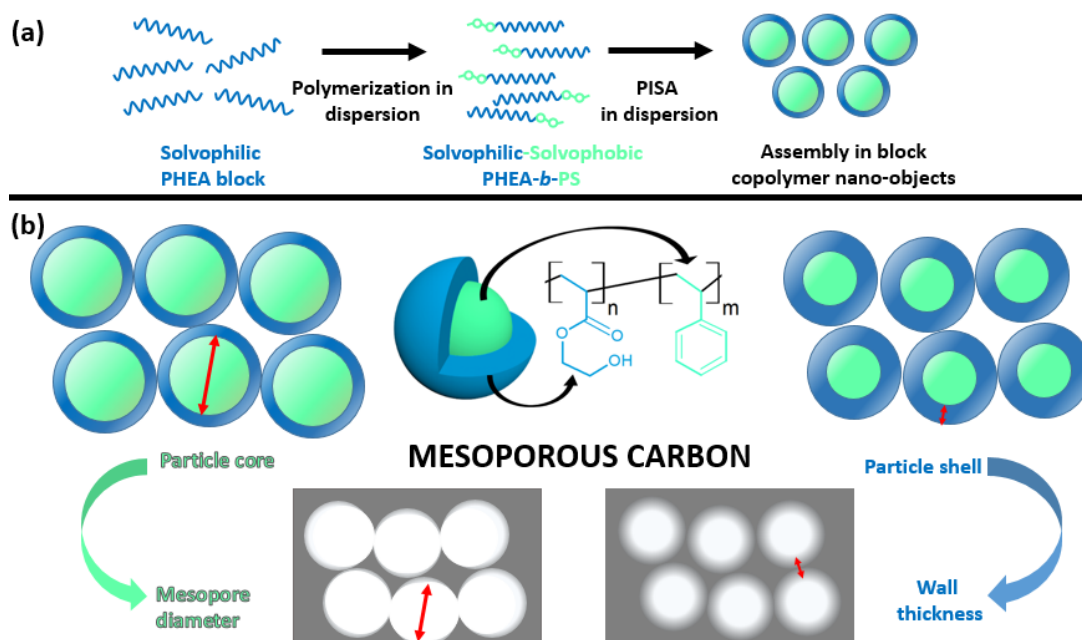 (a)
Polymerization in
dispersion
PISA
in dispersion
Solvophilic
PHEA block
Solvophilic-Solvophobic
PHEA-b-PS
Assembly in block
copolymer nano-objects
(b)
n
m
O
O
OH
Particle core
MESOPOROUS CARBON
Particle shell
Mesopore
diameter
Wall
thickness